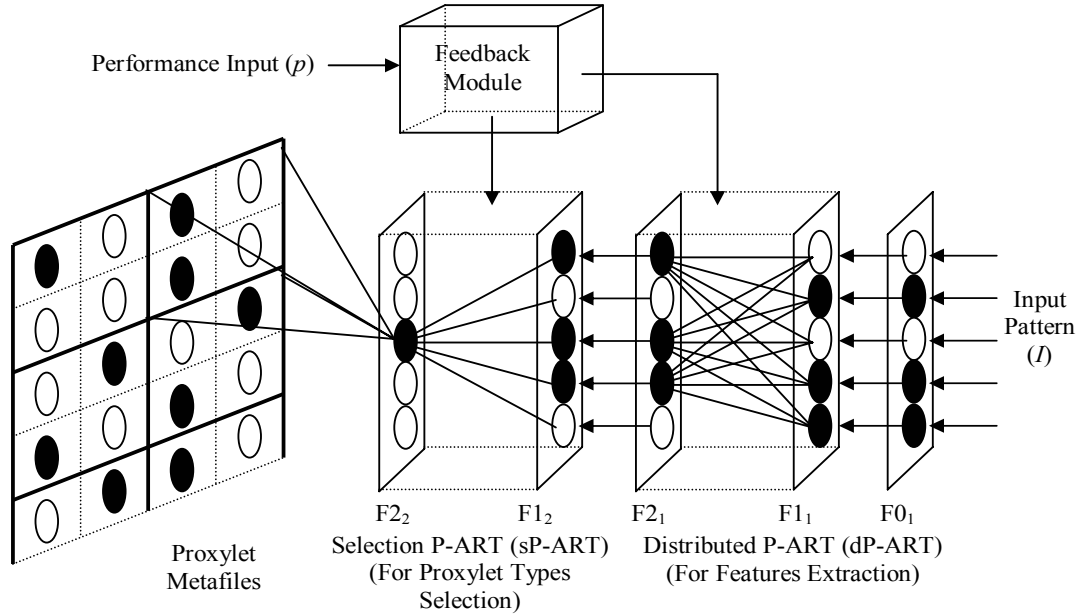 Performance Input (p)
Feedback
Module
Input
Pattern
(I)
F2₂
F1₂
F2₁
F1₁
F0₁
Proxylet
Metafiles
Selection P-ART (sP-ART)
(For Proxylet Types
Selection)
Distributed P-ART (dP-ART)
(For Features Extraction)